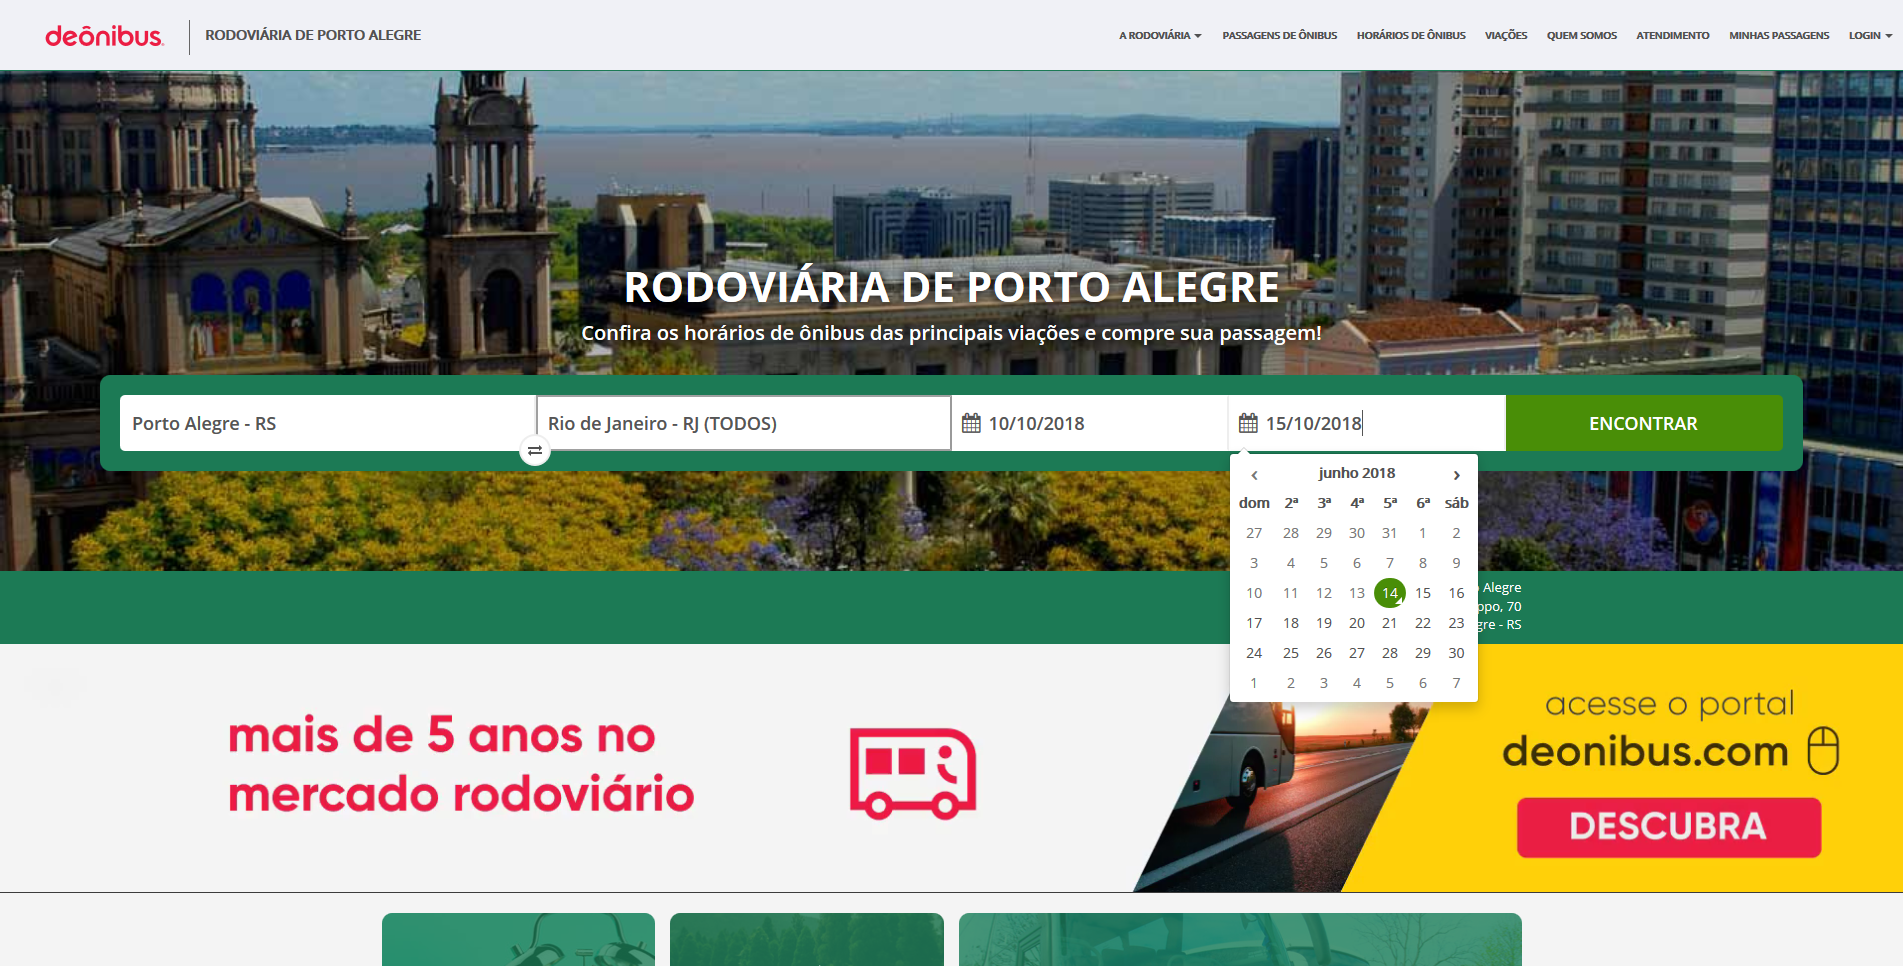 deônibus
RODOVIÁRIA DE PORTO ALEGRE
A RODOVIÁRIA
PASSAGENS DE ÔNIBUS
HORÁRIOS DE ÔNIBUS
VIAÇÕES
QUEM SOMOS
ATENDIMENTO
MINHAS PASSAGENS
LOGIN
RODOVIÁRIA DE PORTO ALEGRE
Confira os horários de ônibus das principais viações e compre sua passagem!
Porto Alegre - RS
Rio de Janeiro - RJ (TODOS)
10/10/2018
15/10/2018
ENCONTRAR
‹ junho 2018 ›
dom 2ª 3ª 4ª 5ª 6ª sáb
27 28 29 30 31 1 2
3 4 5 6 7 8 9
10 11 12 13 14 15 16
17 18 19 20 21 22 23
24 25 26 27 28 29 30
1 2 3 4 5 6 7
Alegre
70
- RS
mais de 5 anos no
mercado rodoviário
acesse o portal
deonibus.com
DESCUBRA